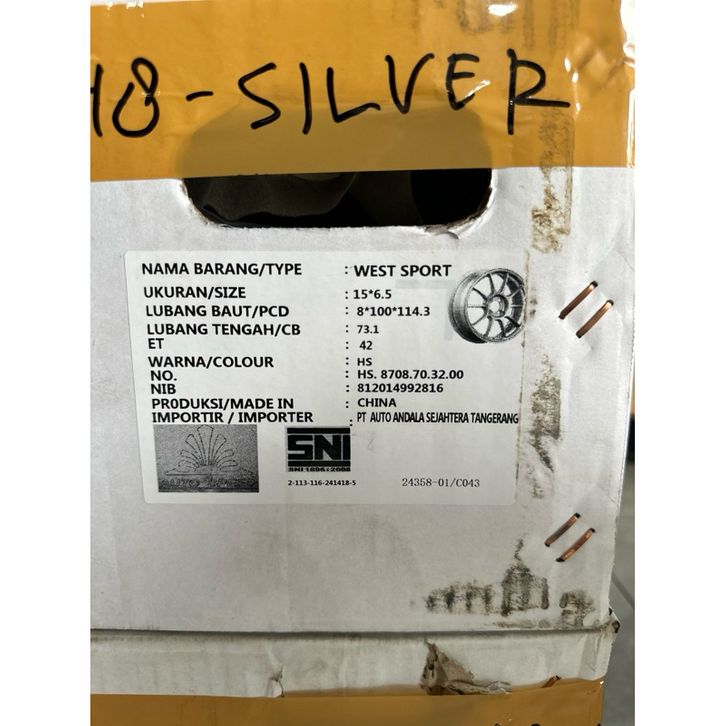 H8 - SILVER
NAMA BARANG/TYPE : WEST SPORT
UKURAN/SIZE : 15*6.5
LUBANG BAUT/PCD : 8*100*114.3
LUBANG TENGAH/CB : 73.1
ET : 42
WARNA/COLOUR : HS
NO. : HS. 8708.70.32.00
NIB : 812014992816
PRODUKSI/MADE IN : CHINA
IMPORTIR / IMPORTER : PT AUTO ANDALA SEJAHTERA TANGERANG
SNI
SNI 1896:2008
2-113-116-241418-5
24358-01/C043